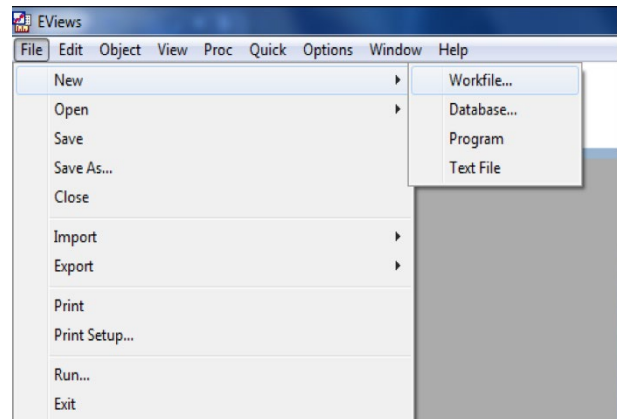 EViews
File Edit Object View Proc Quick Options Window Help
New
Workfile...
Open
Database...
Save
Program
Save As...
Text File
Close
Import
Export
Print
Print Setup...
Run...
Exit